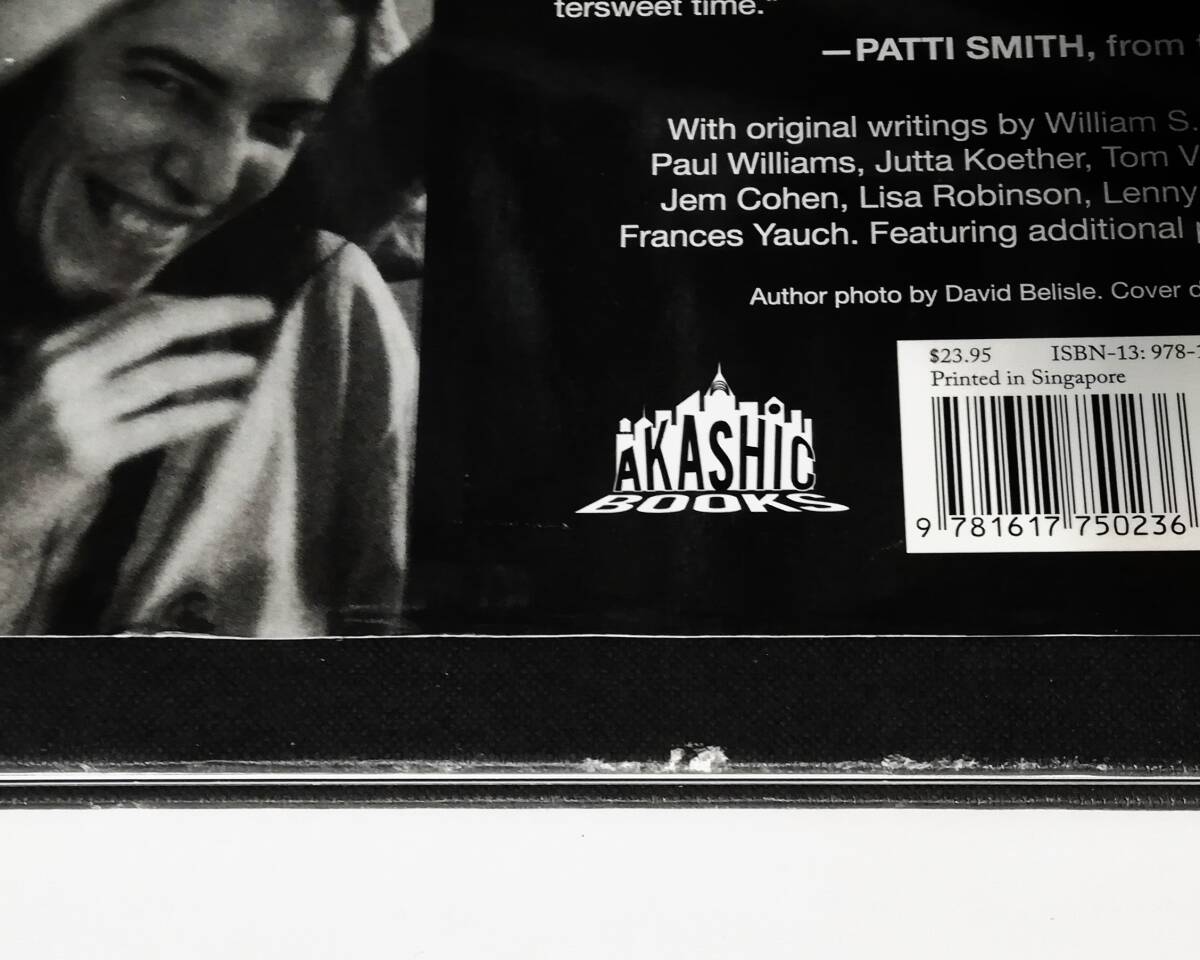 tersweet time."
—PATTI SMITH, from
With original writings by William S.
Paul Williams, Jutta Koether, Tom V
Jem Cohen, Lisa Robinson, Lenny
Frances Yauch. Featuring additional
Author photo by David Belisle. Cover d
$23.95 ISBN-13: 978-1
Printed in Singapore
AKASHIC
BOOKS
9 781617 750236